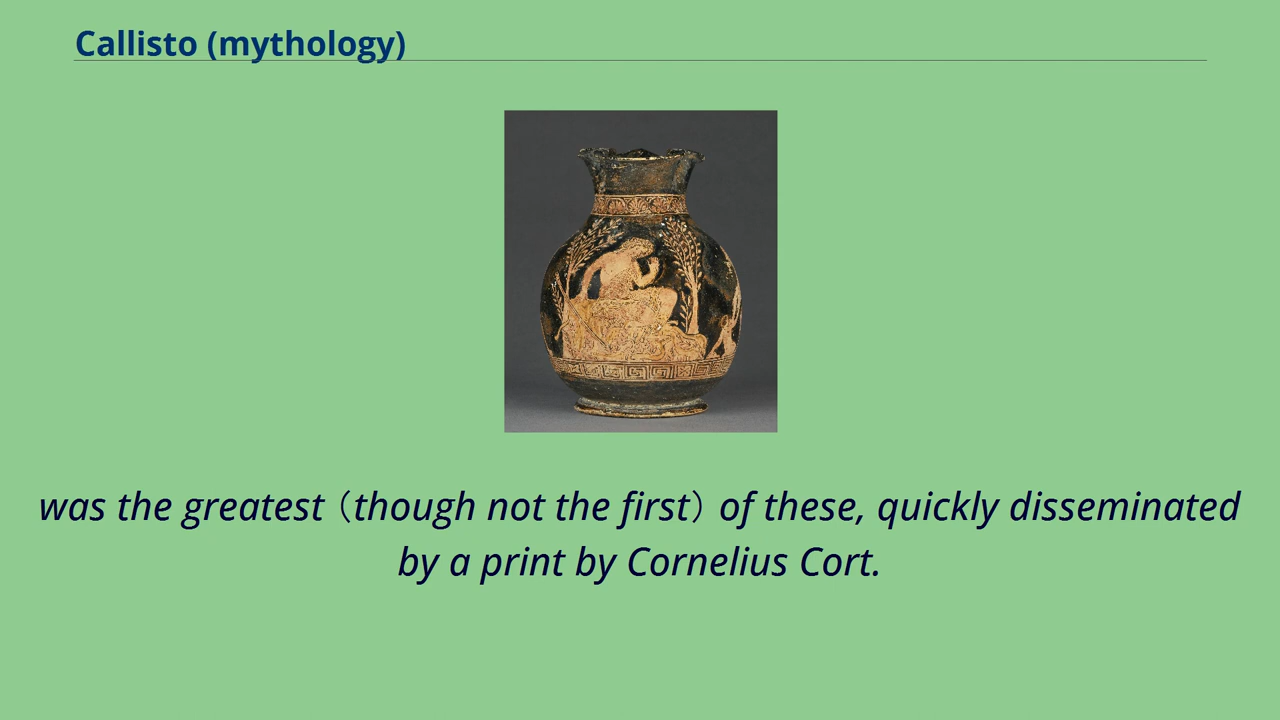 Callisto (mythology)
was the greatest（though not the first）of these, quickly disseminated
by a print by Cornelius Cort.